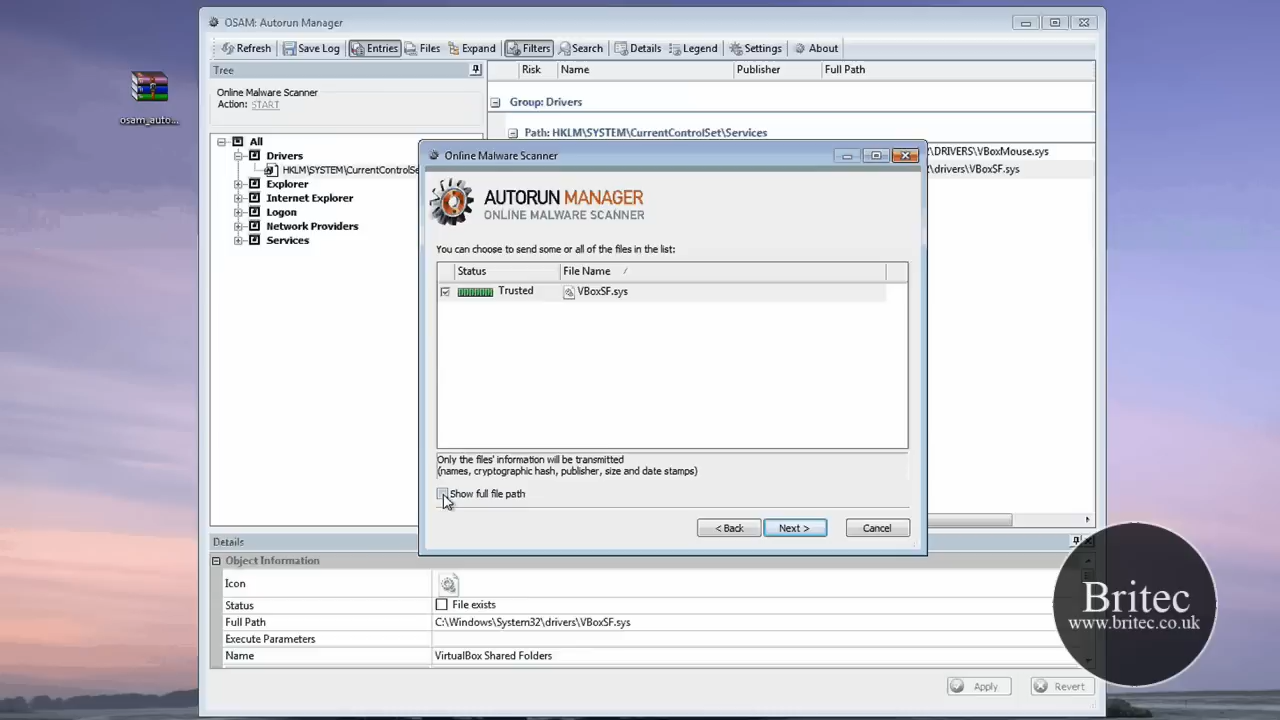 OSAM: Autorun Manager
osam_auto...
Refresh Save Log Entries Files Expand Filters Search Details Legend Settings About
Tree
Risk Name Publisher Full Path
Online Malware Scanner
Action: START
Group: Drivers
Path: HKLM\SYSTEM\CurrentControlSet\Services
All
Drivers
HKLM\SYSTEM\CurrentControlSe
Explorer
Internet Explorer
Logon
Network Providers
Services
2\DRIVERS\VBoxMouse.sys
2\drivers\VBoxSF.sys
Online Malware Scanner
AUTORUN MANAGER
ONLINE MALWARE SCANNER
You can choose to send some or all of the files in the list:
Status File Name
Trusted VBoxSF.sys
Only the files' information will be transmitted
(names, cryptographic hash, publisher, size and date stamps)
Show full file path
< Back Next > Cancel
Details
Object Information
Icon
Status File exists
Full Path C:\Windows\System32\drivers\VBoxSF.sys
Execute Parameters
Name VirtualBox Shared Folders
Apply Revert
Britec
www.britec.co.uk